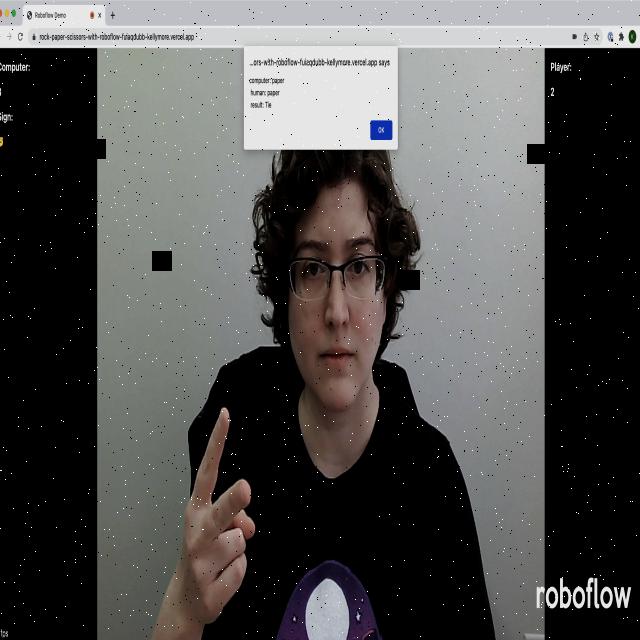 Roboflow Demo
rock-paper-scissors-with-roboflow-fuiaqdubb-kellymore.vercel.app
...ors-with-roboflow-fuiaqdubb-kellymore.vercel.app says
computer: paper
human: paper
result: Tie
OK
Computer:
Sign:
Player:
2
roboflow
fps